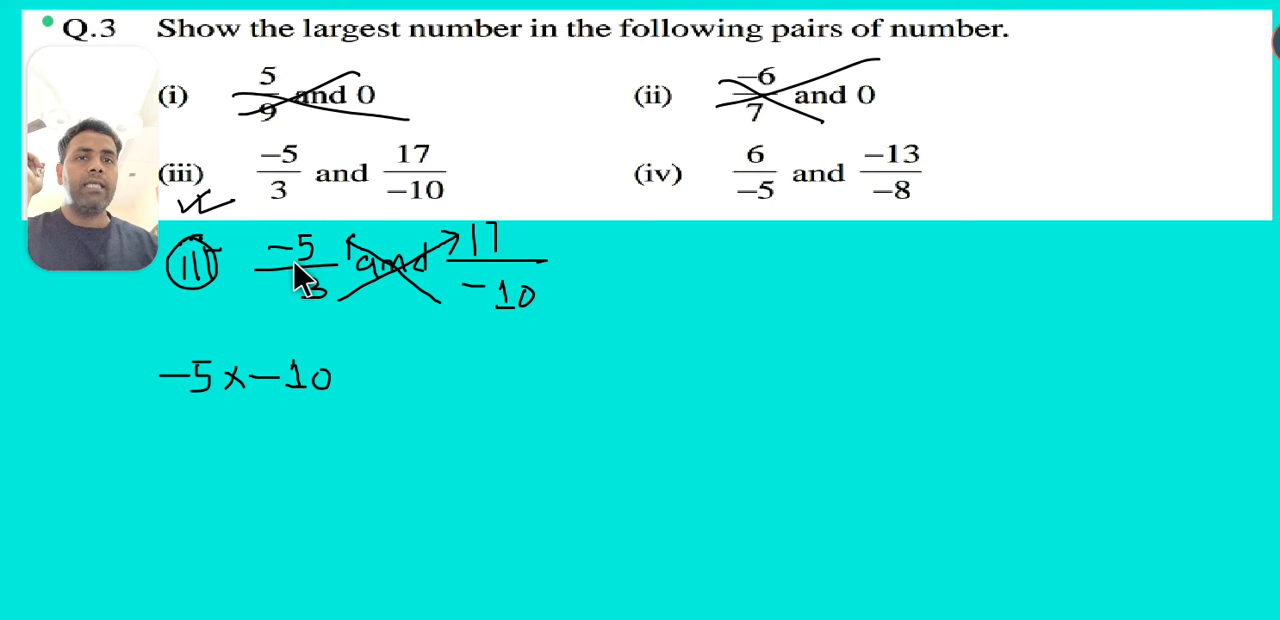 Q.3 Show the largest number in the following pairs of number.
(i) 5/9 and 0 (ii) −6/7 and 0
(iii) −5/3 and 17/−10 (iv) 6/−5 and −13/−8
(iii) −5/3 and 17/−10
−5×−10